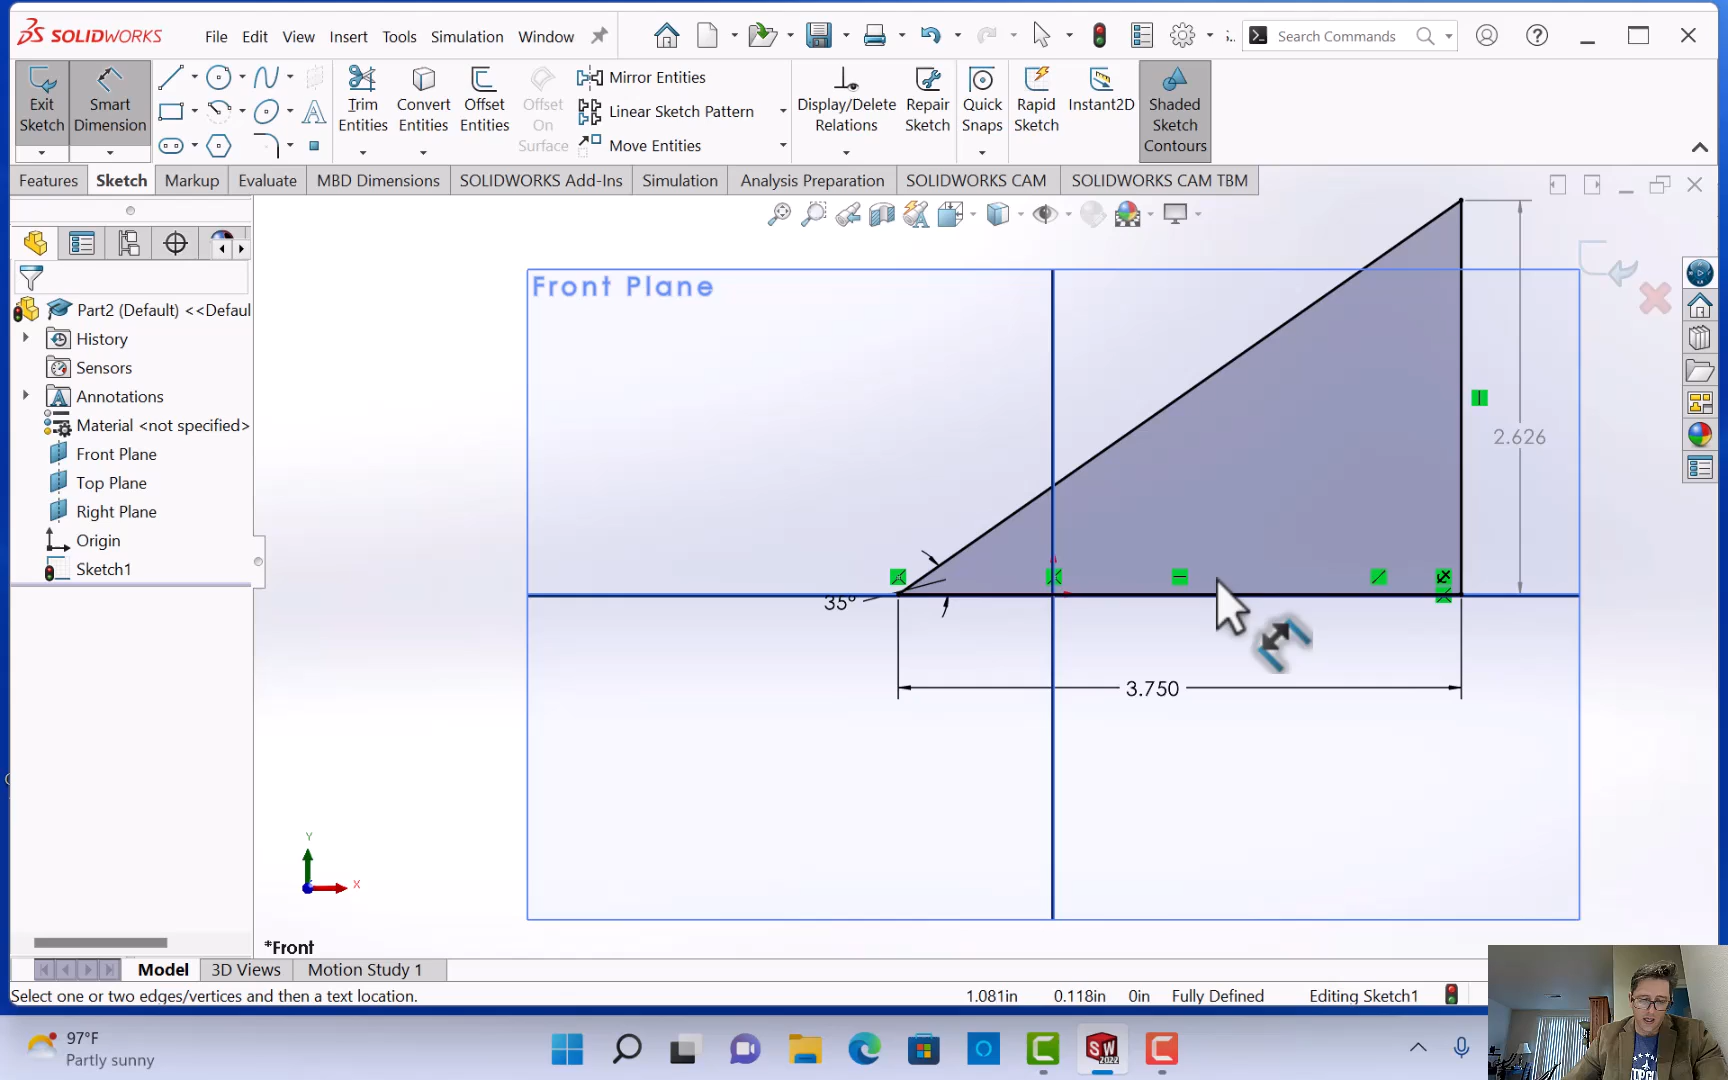 SOLIDWORKS File Edit View Insert Tools Simulation Window Search Commands
Exit Sketch
Smart Dimension
Trim Entities
Convert Entities
Offset Entities
Offset On Surface
Mirror Entities
Linear Sketch Pattern
Move Entities
Display/Delete Relations
Repair Sketch
Quick Snaps
Rapid Sketch
Instant2D
Shaded Sketch Contours
Features Sketch Markup Evaluate MBD Dimensions SOLIDWORKS Add-Ins Simulation Analysis Preparation SOLIDWORKS CAM SOLIDWORKS CAM TBM
Part2 (Default) <<Defaul
History
Sensors
Annotations
Material <not specified>
Front Plane
Top Plane
Right Plane
Origin
Sketch1
Front Plane
2.626
35°
3.750
Y
X
*Front
Model 3D Views Motion Study 1
Select one or two edges/vertices and then a text location. 1.081in 0.118in 0in Fully Defined Editing Sketch1
97°F
Partly sunny
SW
2022